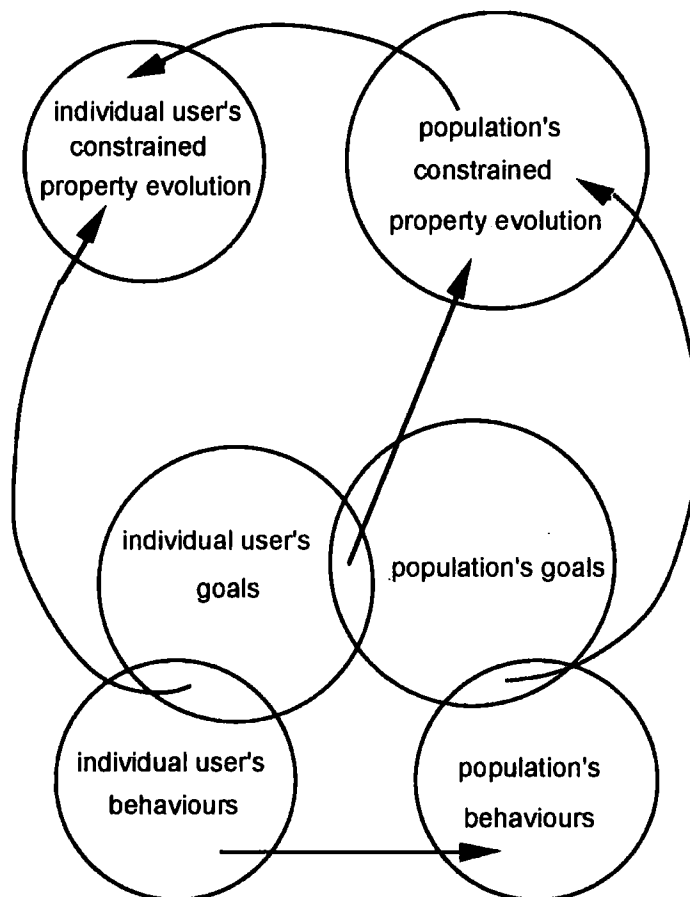 individual user's
constrained
property evolution
population's
constrained
property evolution
individual user's
goals
population's goals
individual user's
behaviours
population's
behaviours